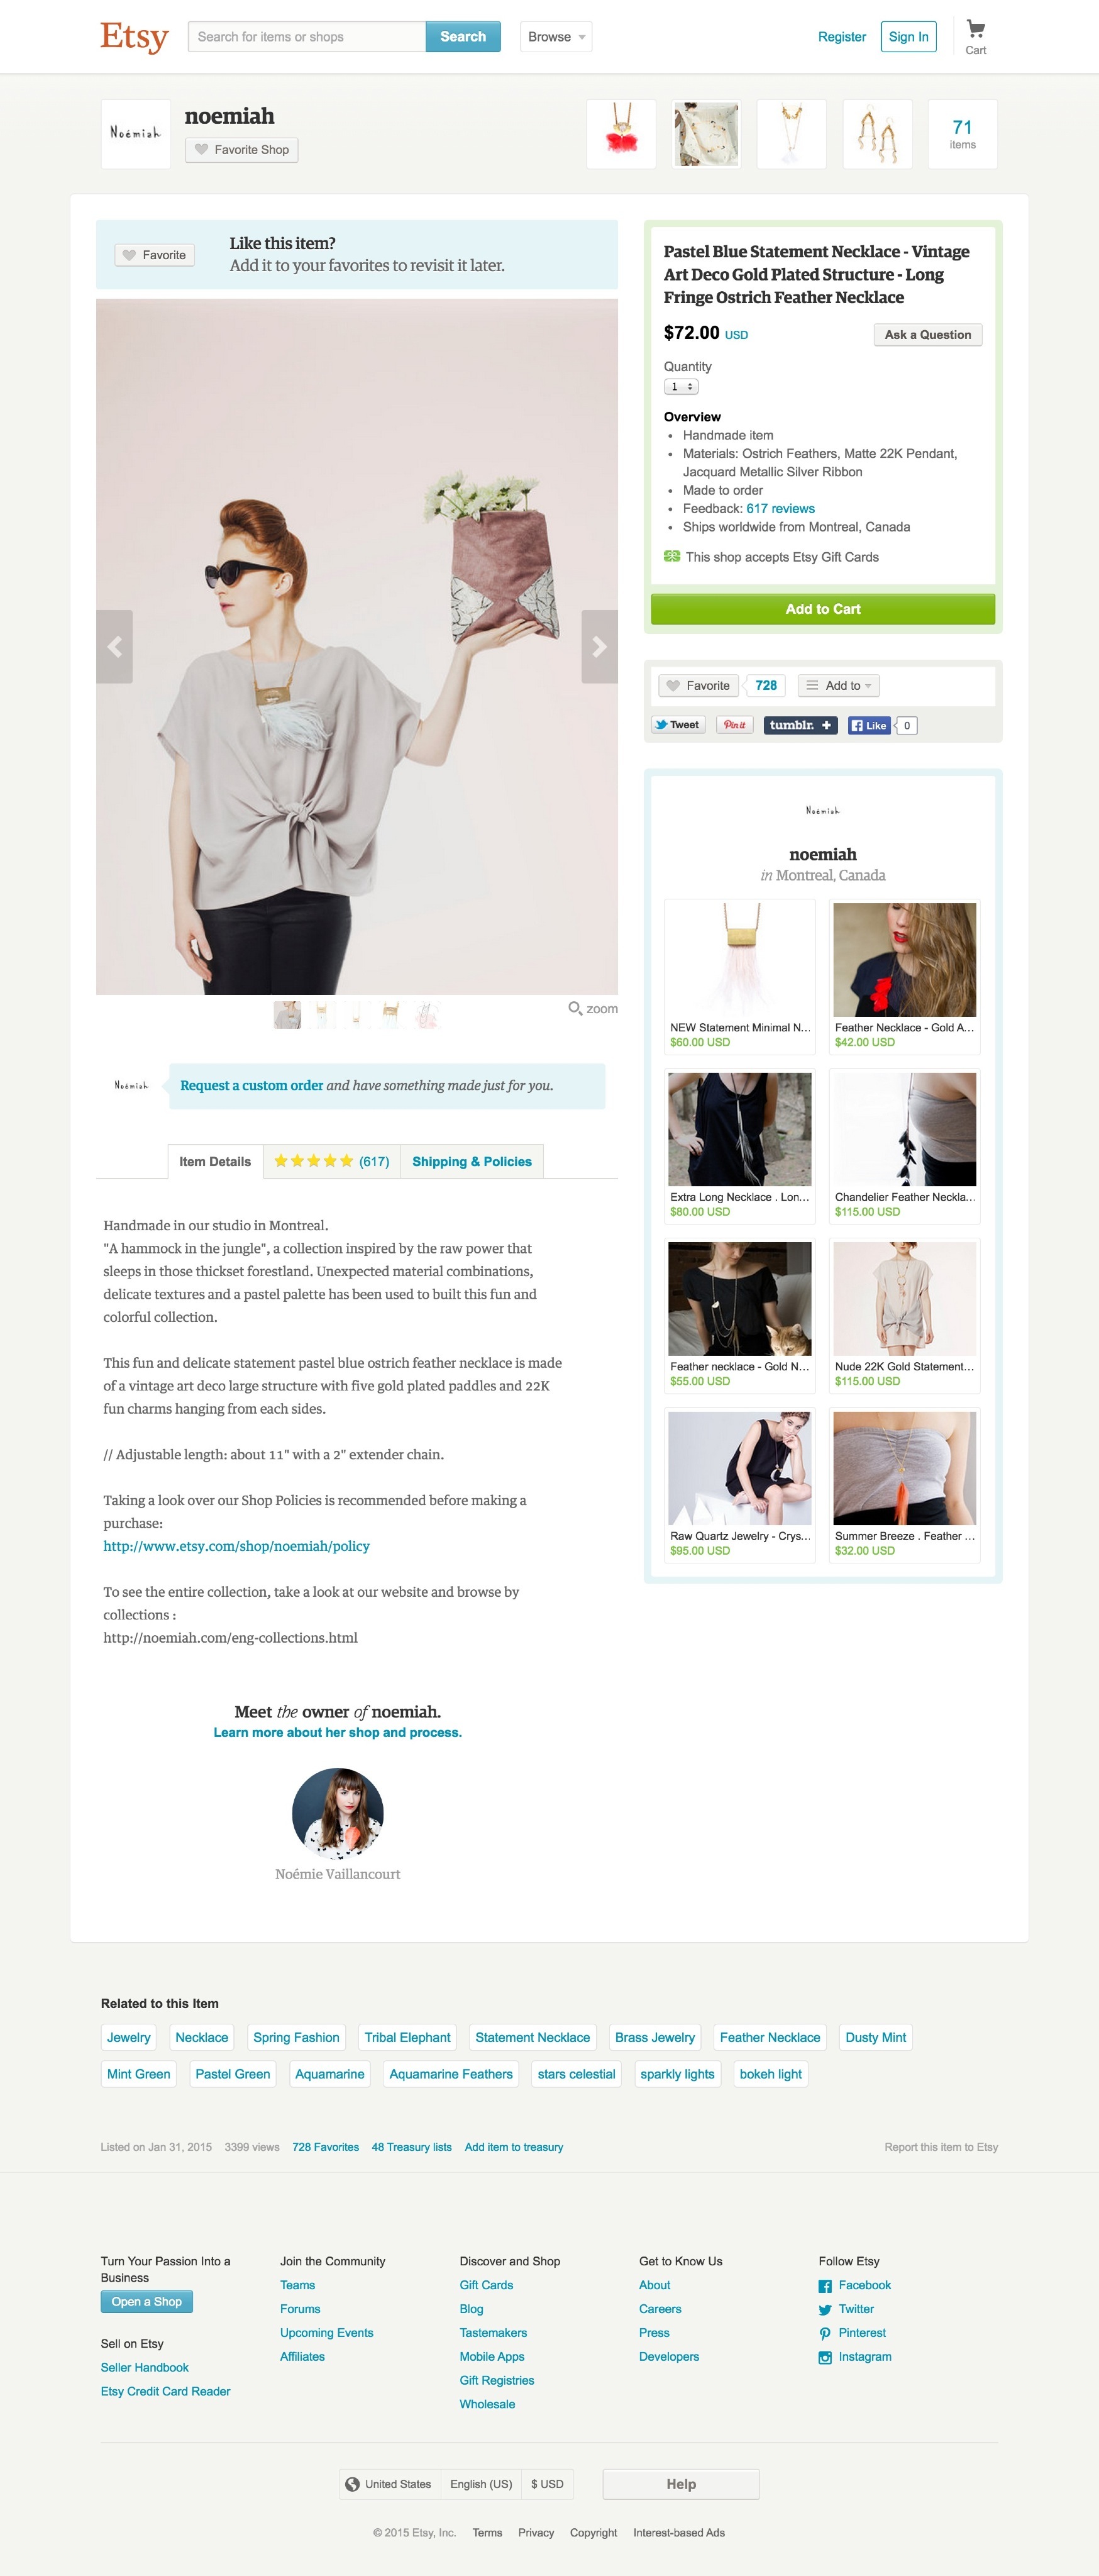 Etsy
Search for items or shops
Search
Browse
Register
Sign In
Cart
Noémiah
noemiah
Favorite Shop
71
items
Favorite
Like this item?
Add it to your favorites to revisit it later.
zoom
Noémiah
Request a custom order and have something made just for you.
Item Details
(617)
Shipping & Policies
Handmade in our studio in Montreal.
"A hammock in the jungle", a collection inspired by the raw power that
sleeps in those thickset forestland. Unexpected material combinations,
delicate textures and a pastel palette has been used to built this fun and
colorful collection.
This fun and delicate statement pastel blue ostrich feather necklace is made
of a vintage art deco large structure with five gold plated paddles and 22K
fun charms hanging from each sides.
// Adjustable length: about 11" with a 2" extender chain.
Taking a look over our Shop Policies is recommended before making a
purchase:
http://www.etsy.com/shop/noemiah/policy
To see the entire collection, take a look at our website and browse by
collections :
http://noemiah.com/eng-collections.html
Meet the owner of noemiah.
Learn more about her shop and process.
Noémie Vaillancourt
Pastel Blue Statement Necklace - Vintage
Art Deco Gold Plated Structure - Long
Fringe Ostrich Feather Necklace
$72.00 USD
Ask a Question
Quantity
1
Overview
• Handmade item
• Materials: Ostrich Feathers, Matte 22K Pendant,
Jacquard Metallic Silver Ribbon
• Made to order
• Feedback: 617 reviews
• Ships worldwide from Montreal, Canada
This shop accepts Etsy Gift Cards
Add to Cart
Favorite
728
Add to
Tweet
Pin it
tumblr. +
Like
0
Noémiah
noemiah
in Montreal, Canada
NEW Statement Minimal N...
$60.00 USD
Feather Necklace - Gold A...
$42.00 USD
Extra Long Necklace . Lon...
$80.00 USD
Chandelier Feather Neckla...
$115.00 USD
Feather necklace - Gold N...
$55.00 USD
Nude 22K Gold Statement...
$115.00 USD
Raw Quartz Jewelry - Crys...
$95.00 USD
Summer Breeze . Feather ...
$32.00 USD
Related to this Item
Jewelry
Necklace
Spring Fashion
Tribal Elephant
Statement Necklace
Brass Jewelry
Feather Necklace
Dusty Mint
Mint Green
Pastel Green
Aquamarine
Aquamarine Feathers
stars celestial
sparkly lights
bokeh light
Listed on Jan 31, 2015
3399 views
728 Favorites
48 Treasury lists
Add item to treasury
Report this item to Etsy
Turn Your Passion Into a
Business
Open a Shop
Sell on Etsy
Seller Handbook
Etsy Credit Card Reader
Join the Community
Teams
Forums
Upcoming Events
Affiliates
Discover and Shop
Gift Cards
Blog
Tastemakers
Mobile Apps
Gift Registries
Wholesale
Get to Know Us
About
Careers
Press
Developers
Follow Etsy
Facebook
Twitter
Pinterest
Instagram
United States
English (US)
$ USD
Help
© 2015 Etsy, Inc.
Terms
Privacy
Copyright
Interest-based Ads